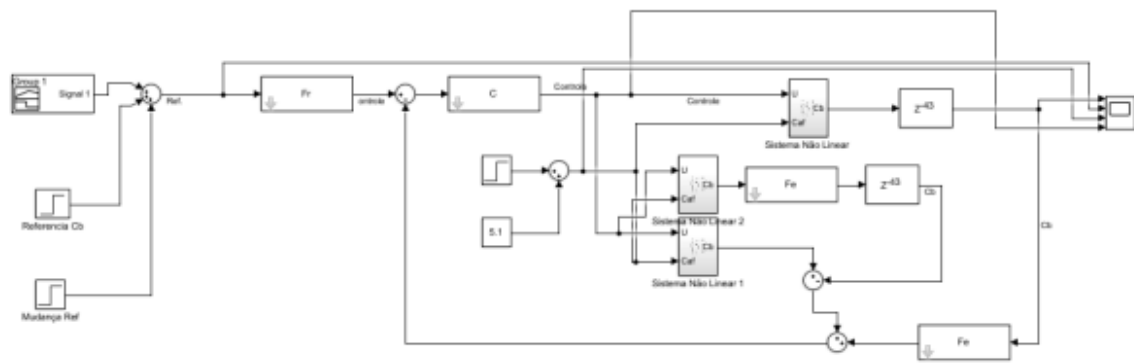 Group 1
Signal 1
Ref.
Fr
ontrole
C
Controle
Controle
U
Caf
Cb
Sistema Não Linear
Z-43
Referencia Cb
5.1
U
Caf
Cb
Sistema Não Linear 2
Fe
Z-43
Cb
U
Caf
Cb
Sistema Não Linear 1
Cb
Mudança Ref
Fe